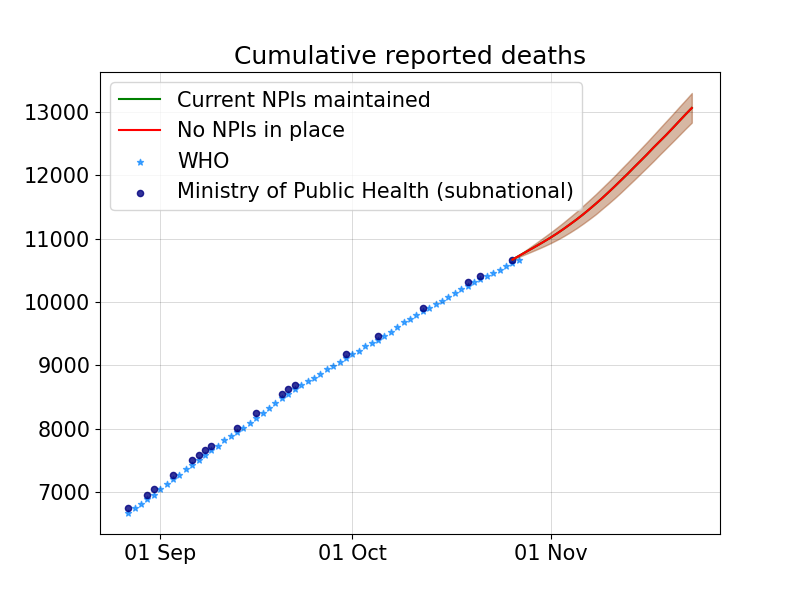 Cumulative reported deaths
Current NPIs maintained
No NPIs in place
WHO
Ministry of Public Health (subnational)
13000
12000
11000
10000
9000
8000
7000
01 Sep
01 Oct
01 Nov